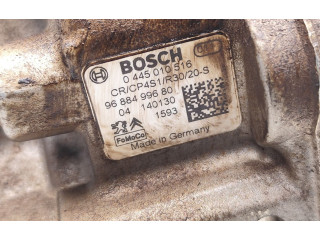 BOSCH
0 445 010 516
CR/CP4S1/R30/20-S
96 884 996 80
04 140130
1593
FoMoCo
Made in Germany